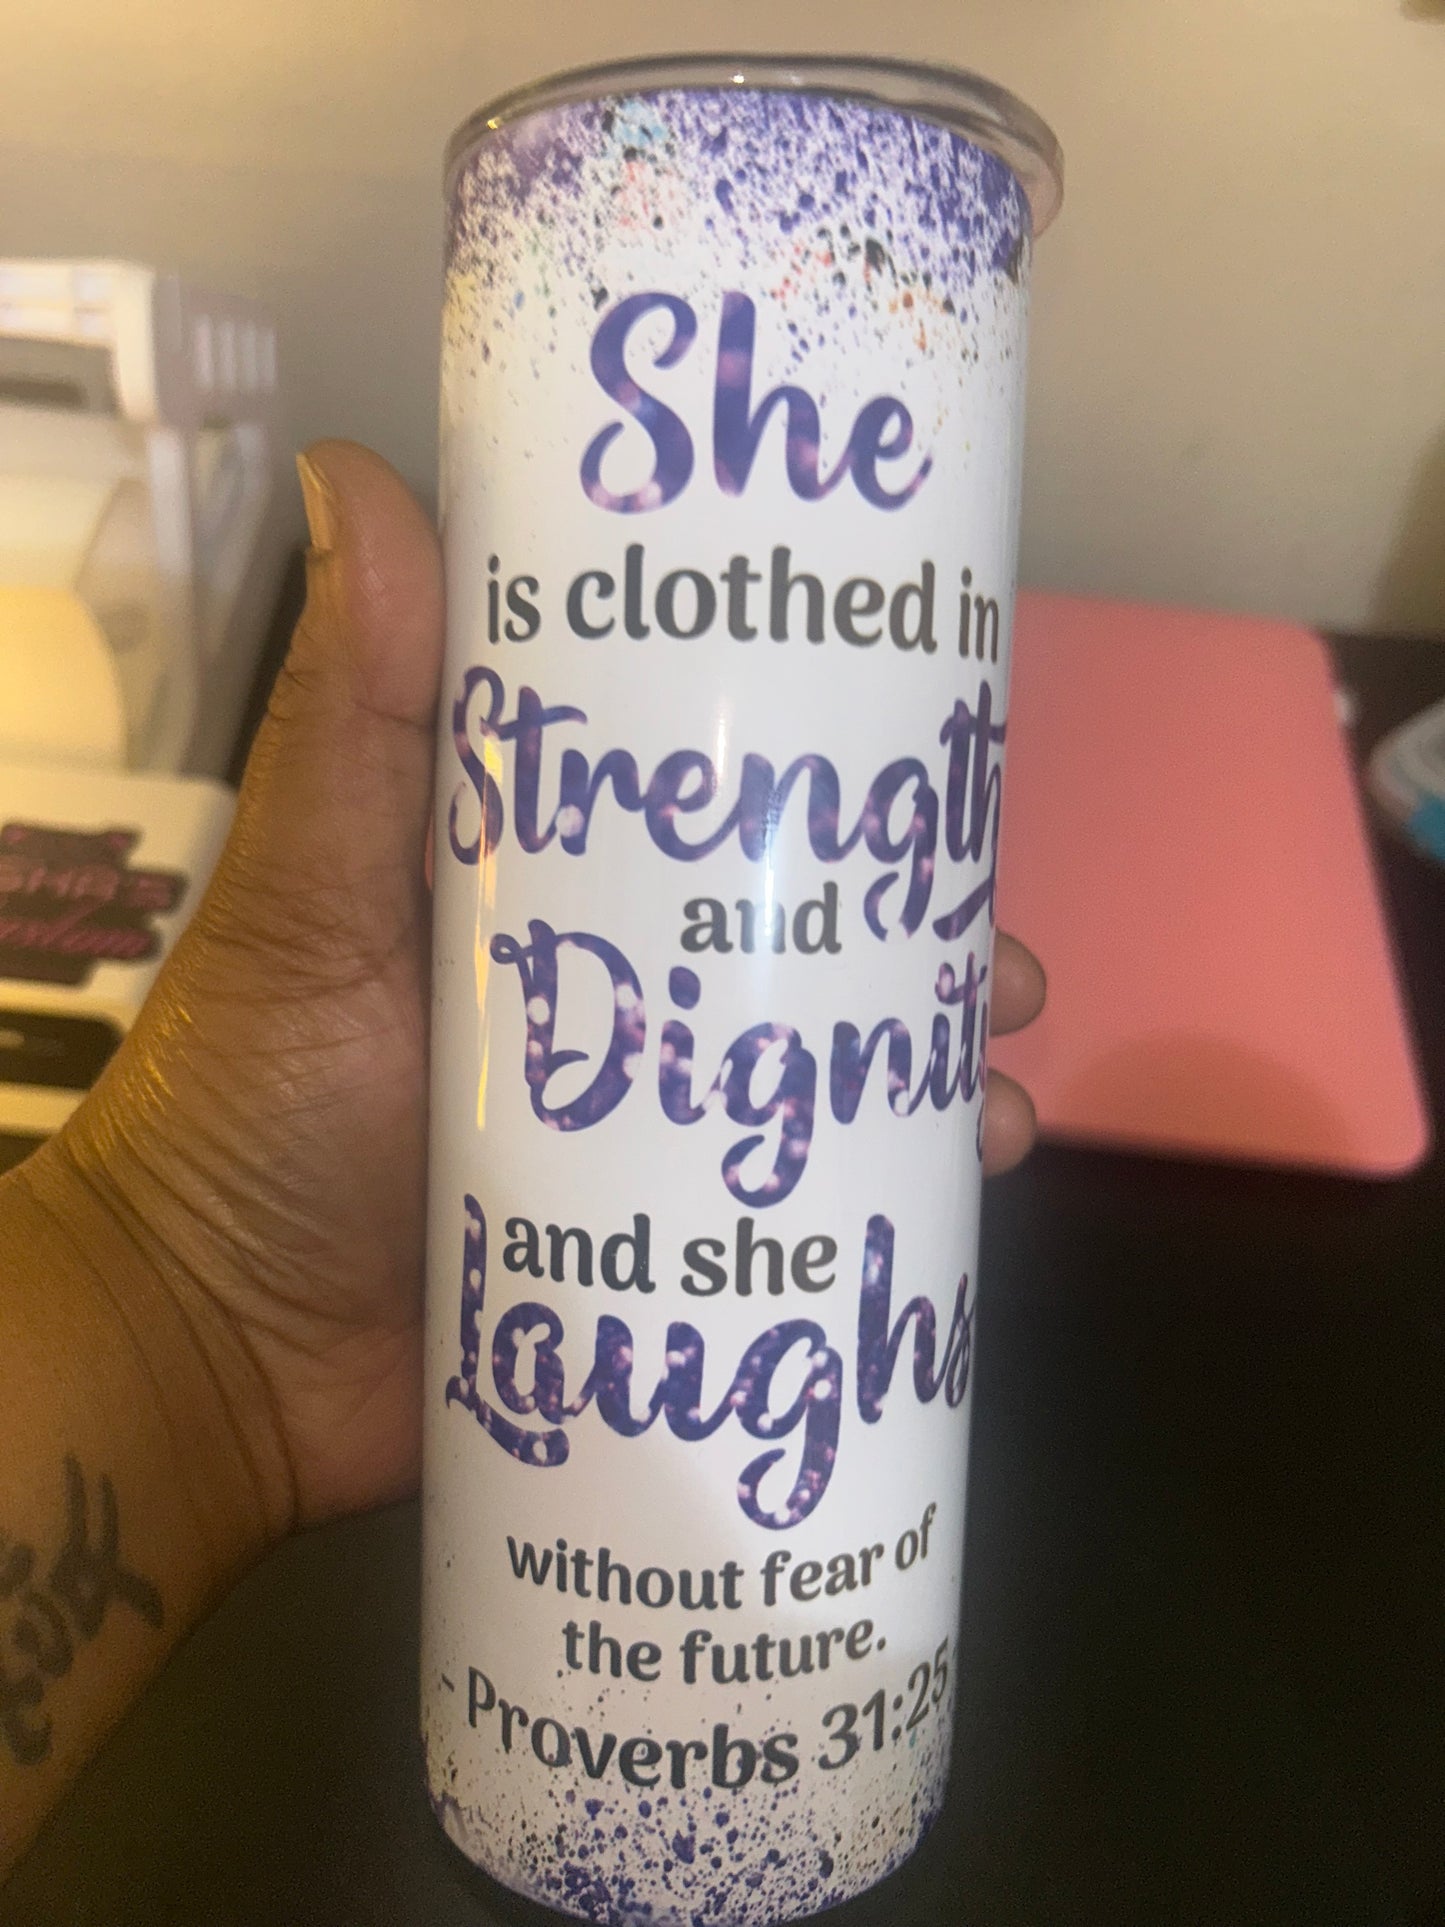 She
is clothed in
Strength
and
Dignity
and she
Laughs
without fear of
the future.
- Proverbs 31:25